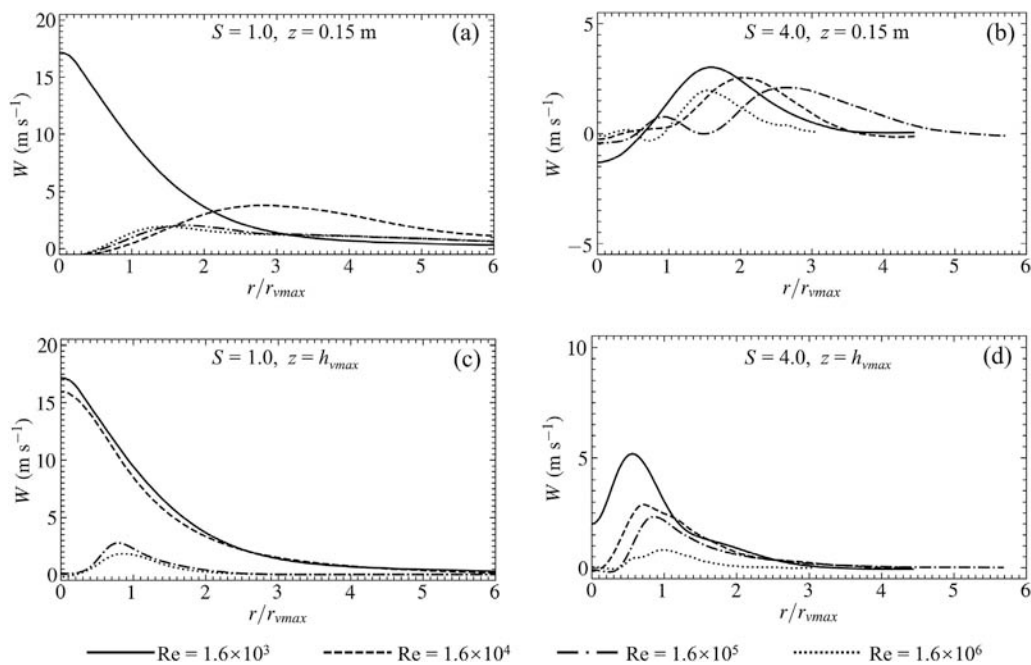 S = 1.0, z = 0.15 m
(a)
20
15
10
5
0
W (m s⁻¹)
0 1 2 3 4 5 6
r/r_vmax
S = 4.0, z = 0.15 m
(b)
5
0
−5
W (m s⁻¹)
0 1 2 3 4 5 6
r/r_vmax
S = 1.0, z = h_vmax
(c)
20
15
10
5
0
W (m s⁻¹)
0 1 2 3 4 5 6
r/r_vmax
S = 4.0, z = h_vmax
(d)
10
5
0
W (m s⁻¹)
0 1 2 3 4 5 6
r/r_vmax
Re = 1.6×10³ Re = 1.6×10⁴ Re = 1.6×10⁵ Re = 1.6×10⁶